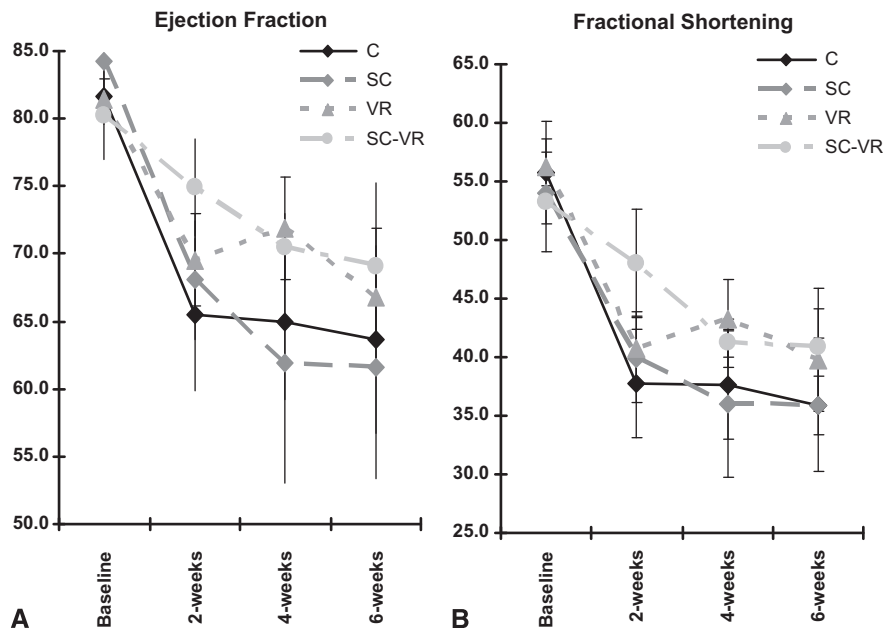 Ejection Fraction
85.0
80.0
75.0
70.0
65.0
60.0
55.0
50.0
C
SC
VR
SC-VR
Baseline
2-weeks
4-weeks
6-weeks
A
Fractional Shortening
65.0
60.0
55.0
50.0
45.0
40.0
35.0
30.0
25.0
C
SC
VR
SC-VR
Baseline
2-weeks
4-weeks
6-weeks
B